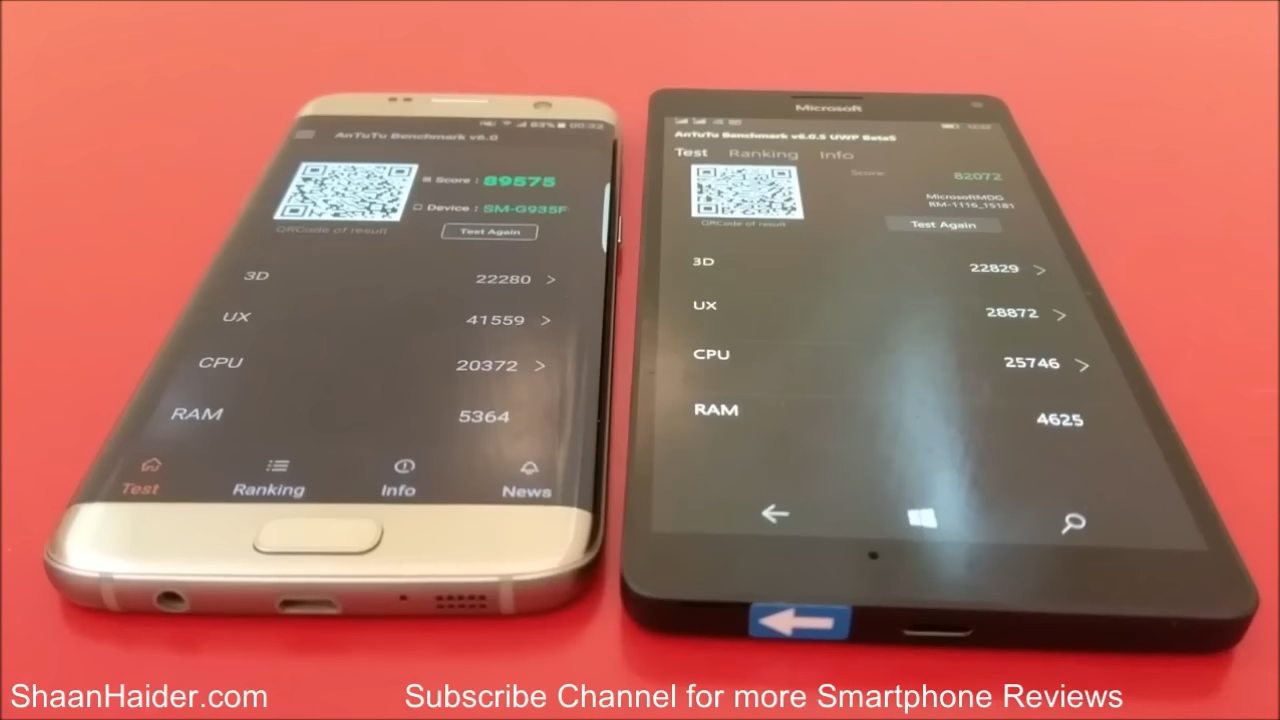 83% 00:32
AnTuTu Benchmark v6.0
Score : 89575
Device : SM-G935F
QRCode of result
Test Again
3D 22280 >
UX 41559 >
CPU 20372 >
RAM 5364
Test Ranking Info News
Microsoft
AnTuTu Benchmark v6.0.5 UWP Beta5
Test Ranking Info
Score: 82072
MicrosoftMDG
RM-1116_15181
QRCode of result
Test Again
3D 22829 >
UX 28872 >
CPU 25746 >
RAM 4625
ShaanHaider.com
Subscribe Channel for more Smartphone Reviews